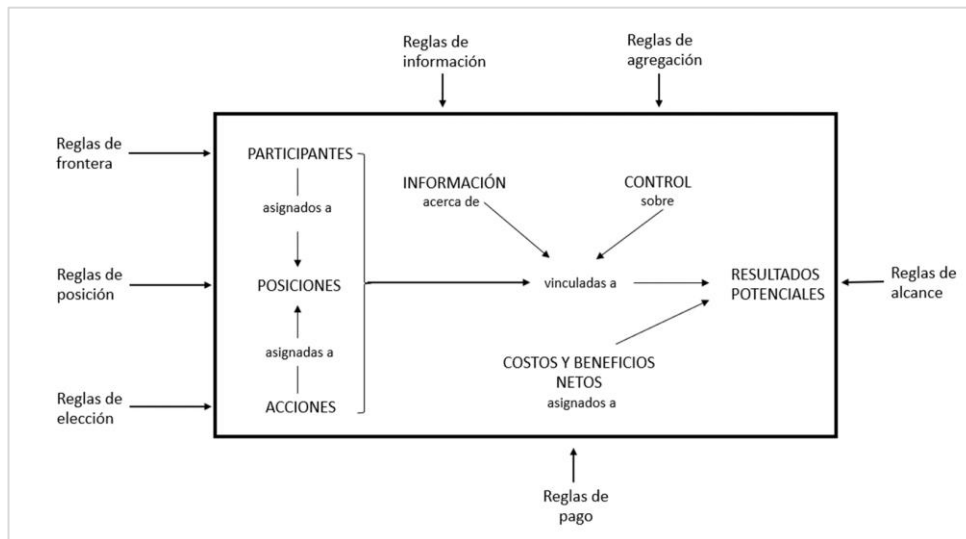 Reglas de
información
Reglas de
agregación
Reglas de
frontera
PARTICIPANTES
asignados a
INFORMACIÓN
acerca de
CONTROL
sobre
Reglas de
posición
POSICIONES
vinculadas a
RESULTADOS
POTENCIALES
Reglas de
alcance
asignadas a
COSTOS Y BENEFICIOS
NETOS
asignados a
Reglas de
elección
ACCIONES
Reglas de
pago